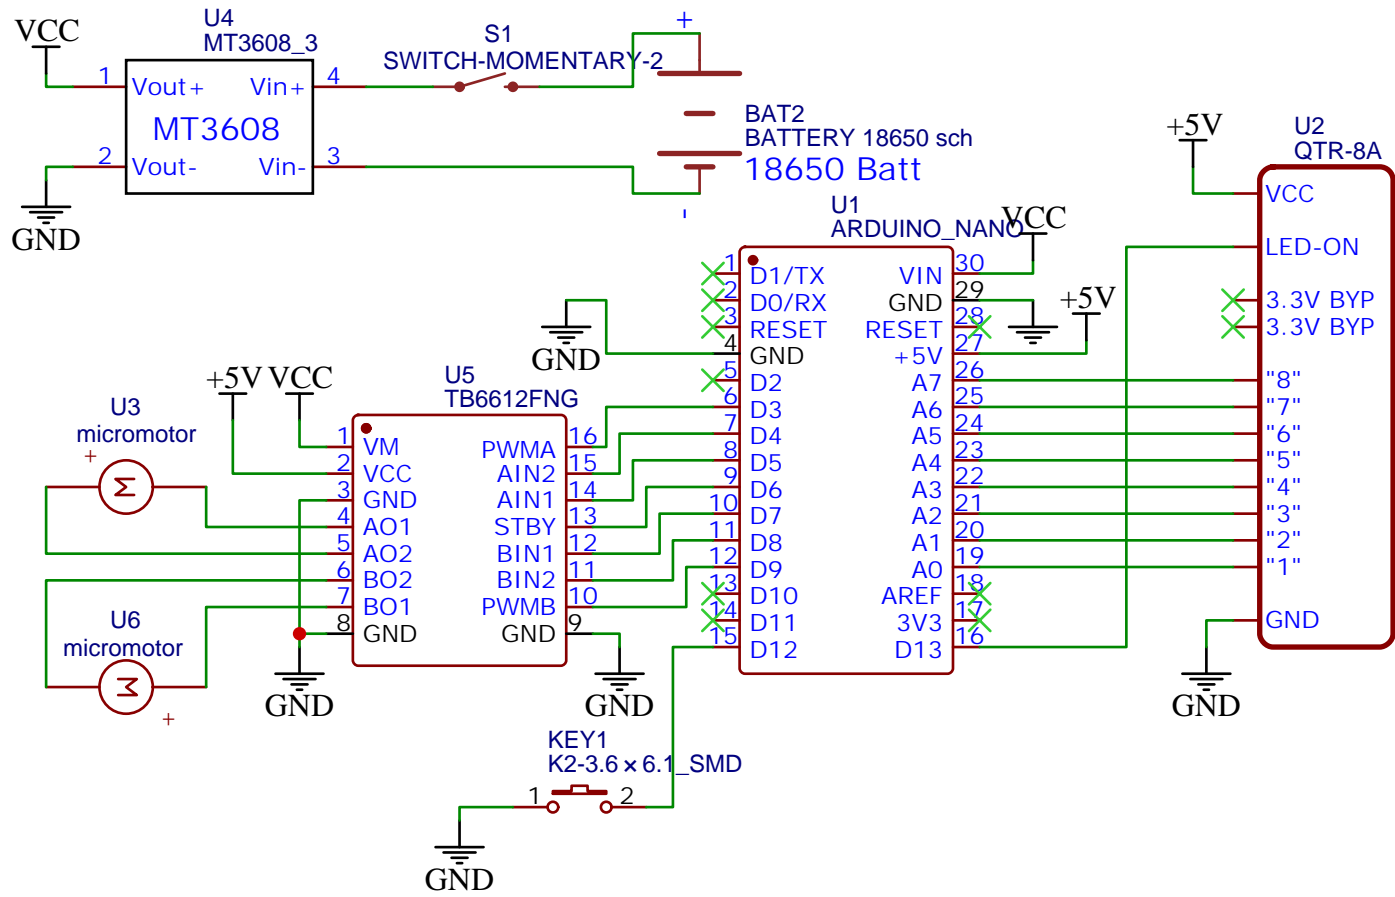 VCC
U4
MT3608_3
1
Vout+
Vin+
4
MT3608
2
Vout-
Vin-
3
GND
S1
SWITCH-MOMENTARY-2
+
BAT2
BATTERY 18650 sch
18650 Batt
-
U1
ARDUINO_NANO
VCC
1
D1/TX
VIN
30
2
D0/RX
GND
29
3
RESET
RESET
28
4
GND
+5V
27
5
D2
A7
26
6
D3
A6
25
7
D4
A5
24
8
D5
A4
23
9
D6
A3
22
10
D7
A2
21
11
D8
A1
20
12
D9
A0
19
13
D10
AREF
18
14
D11
3V3
17
15
D12
D13
16
GND
+5V
+5V
U2
QTR-8A
VCC
LED-ON
3.3V BYP
3.3V BYP
"8"
"7"
"6"
"5"
"4"
"3"
"2"
"1"
GND
GND
+5V
VCC
U5
TB6612FNG
1
VM
PWMA
16
2
VCC
AIN2
15
3
GND
AIN1
14
4
AO1
STBY
13
5
AO2
BIN1
12
6
BO2
BIN2
11
7
BO1
PWMB
10
8
GND
GND
9
GND
GND
U3
micromotor
+
M
U6
micromotor
M
+
KEY1
K2-3.6×6.1_SMD
1
2
GND